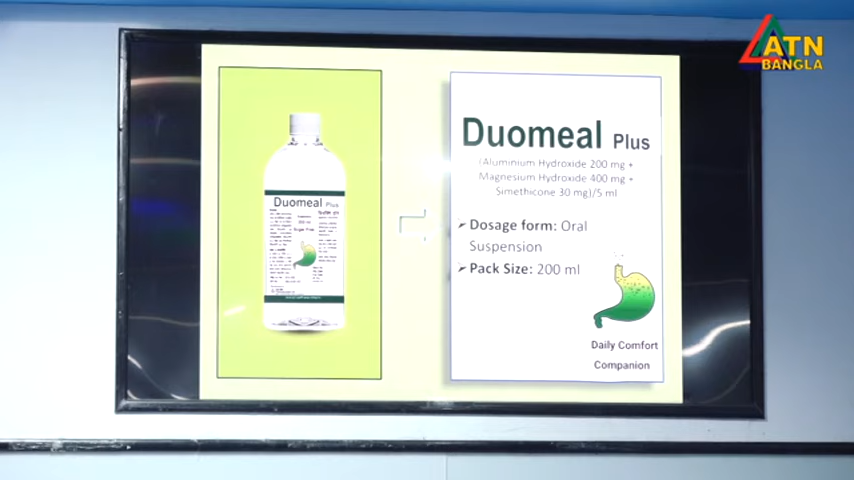 ATN
BANGLA
Duomeal Plus
Duomeal Plus
(Aluminium Hydroxide 200 mg +
Magnesium Hydroxide 400 mg +
Simethicone 30 mg)/5 ml
➤ Dosage form: Oral
Suspension
➤ Pack Size: 200 ml
Daily Comfort
Companion